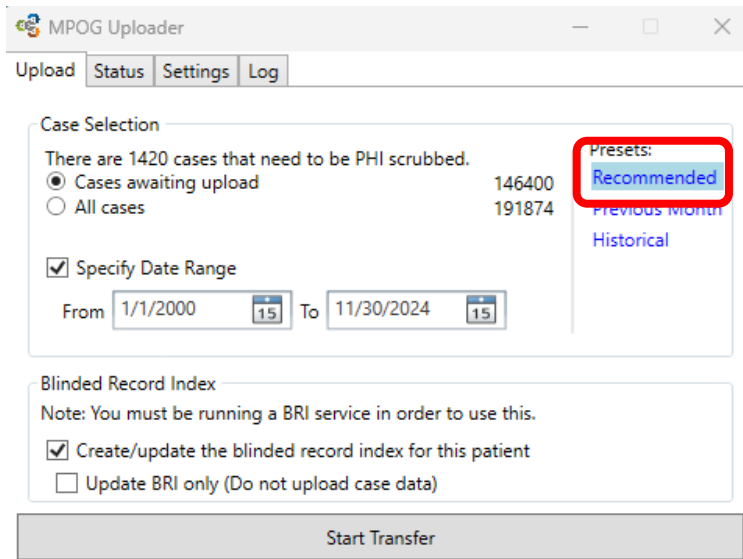 MPOG Uploader
Upload Status Settings Log
Case Selection
There are 1420 cases that need to be PHI scrubbed.
Cases awaiting upload 146400
All cases 191874
Presets:
Recommended
Previous Month
Historical
Specify Date Range
From 1/1/2000 15 To 11/30/2024 15
Blinded Record Index
Note: You must be running a BRI service in order to use this.
Create/update the blinded record index for this patient
Update BRI only (Do not upload case data)
Start Transfer